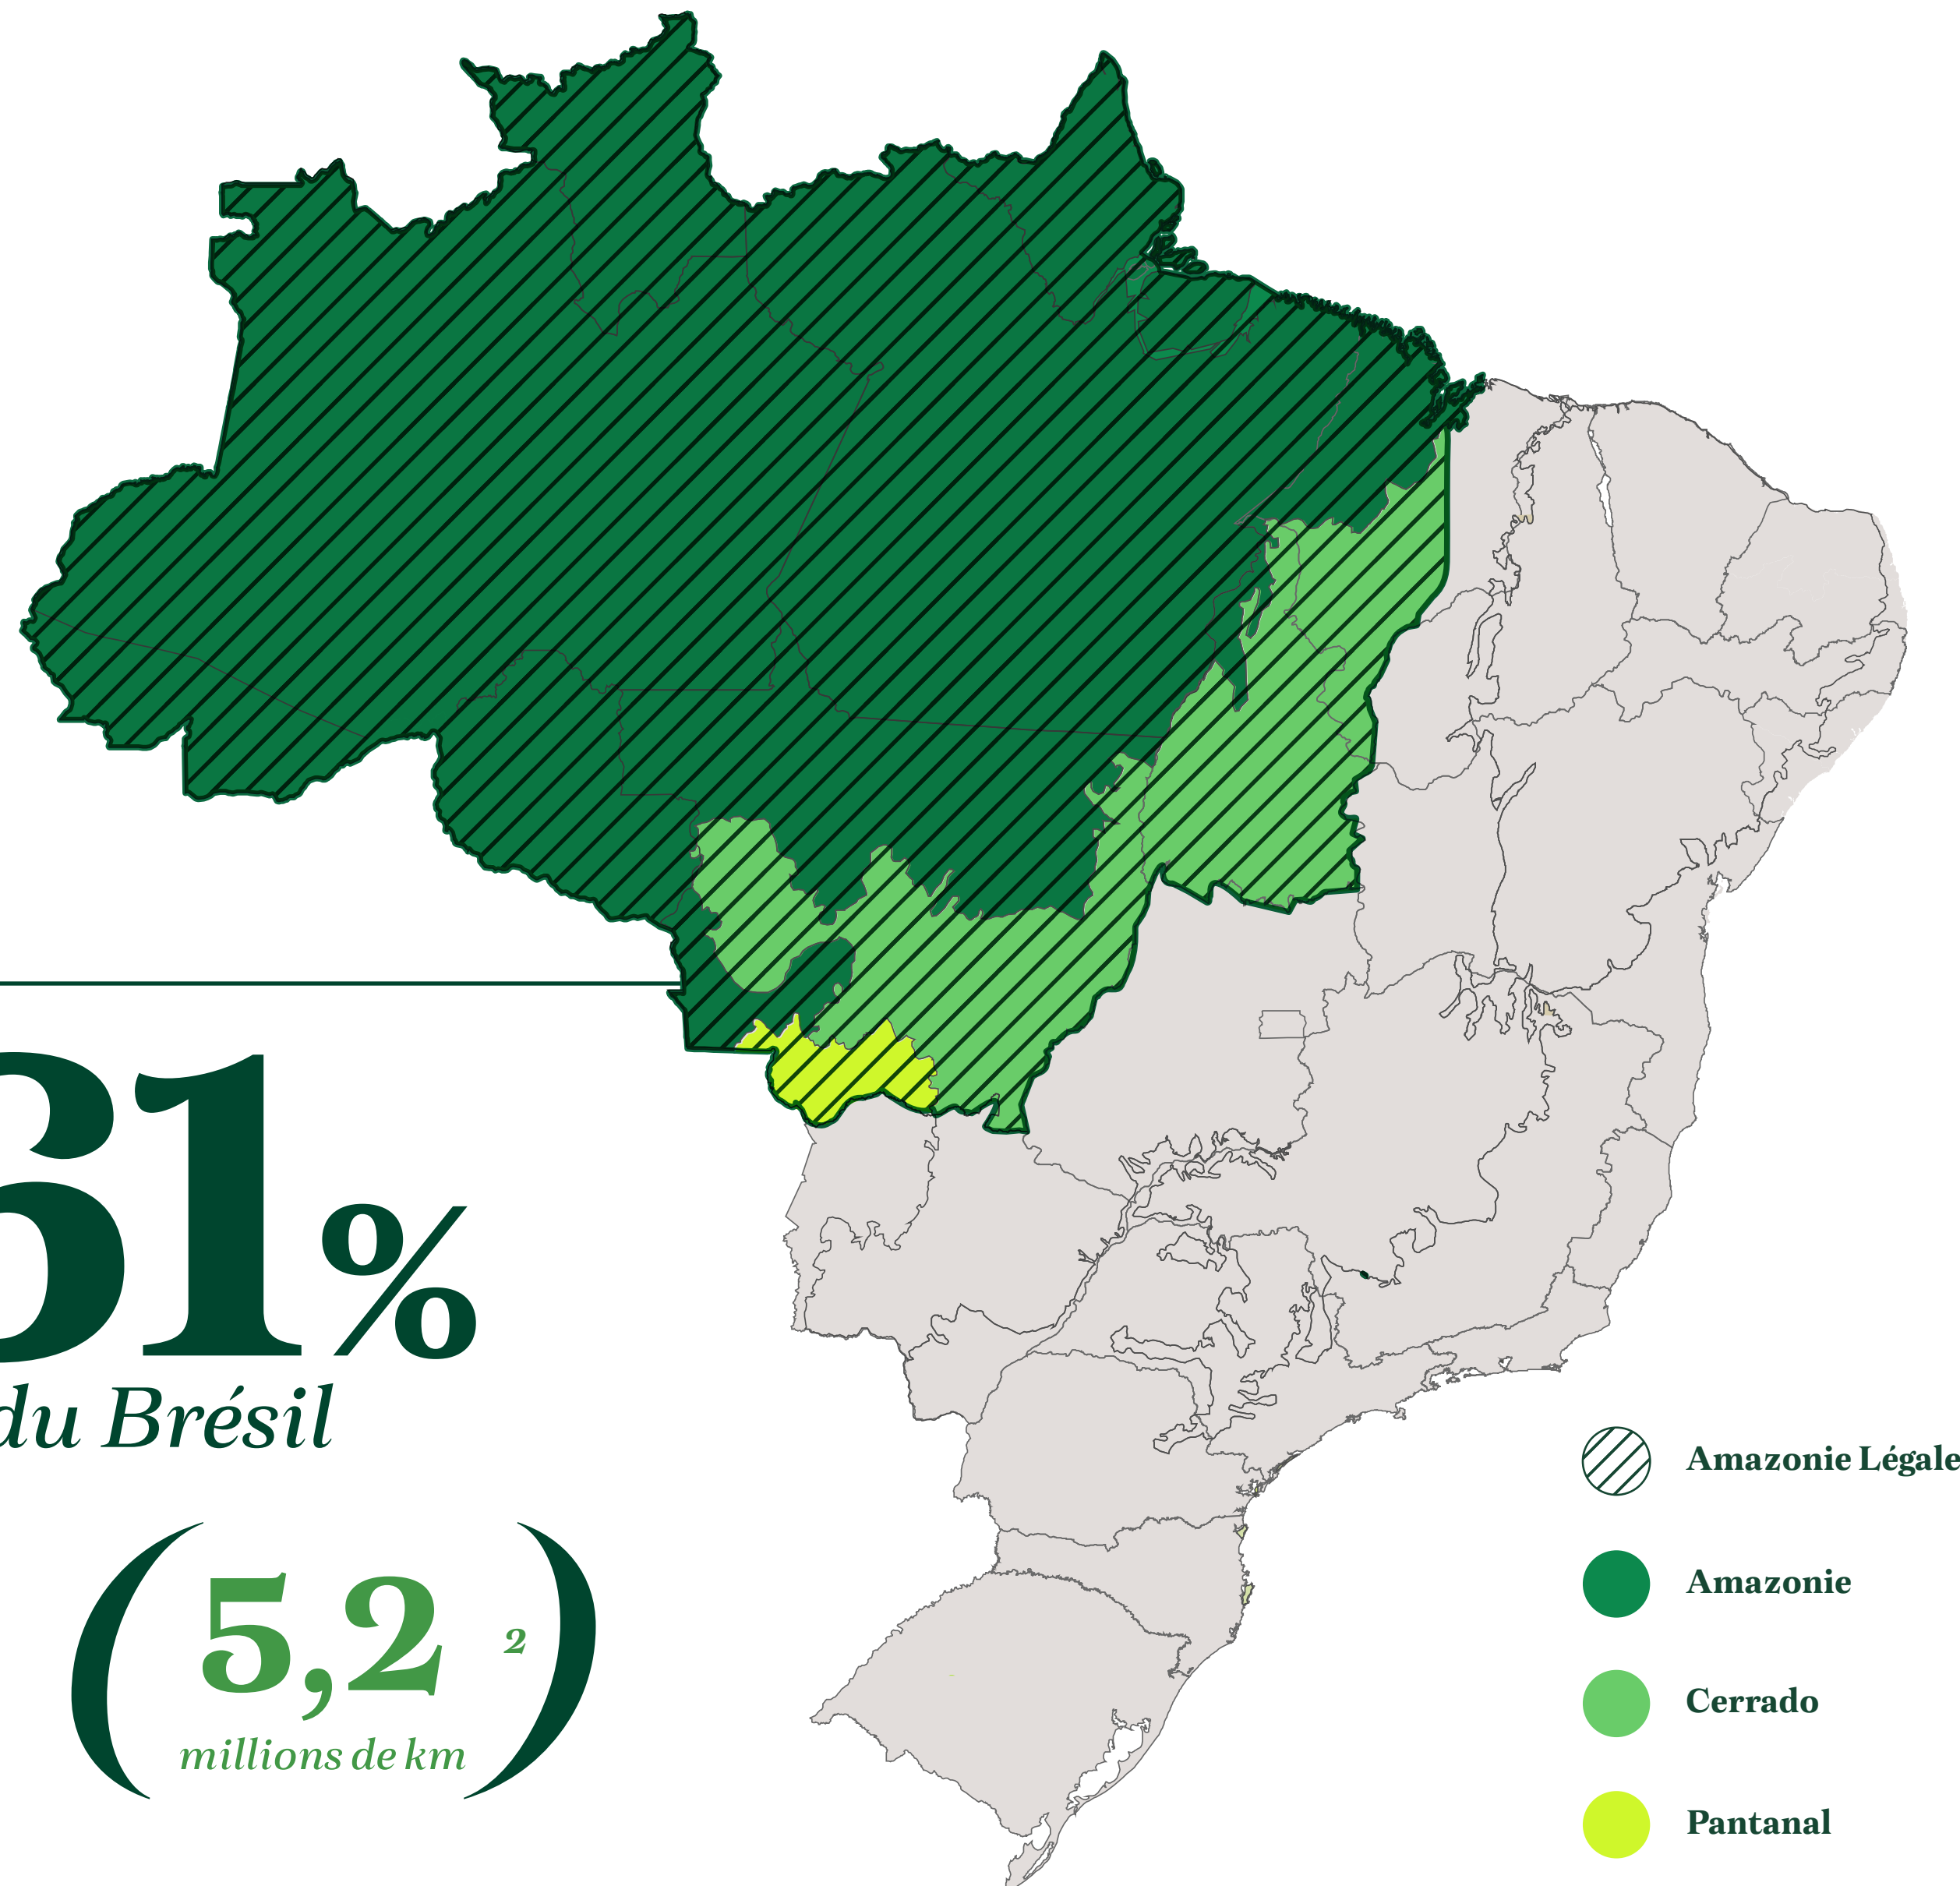 61%
du Brésil
(5,2 2)
millions de km
Amazonie Légale
Amazonie
Cerrado
Pantanal